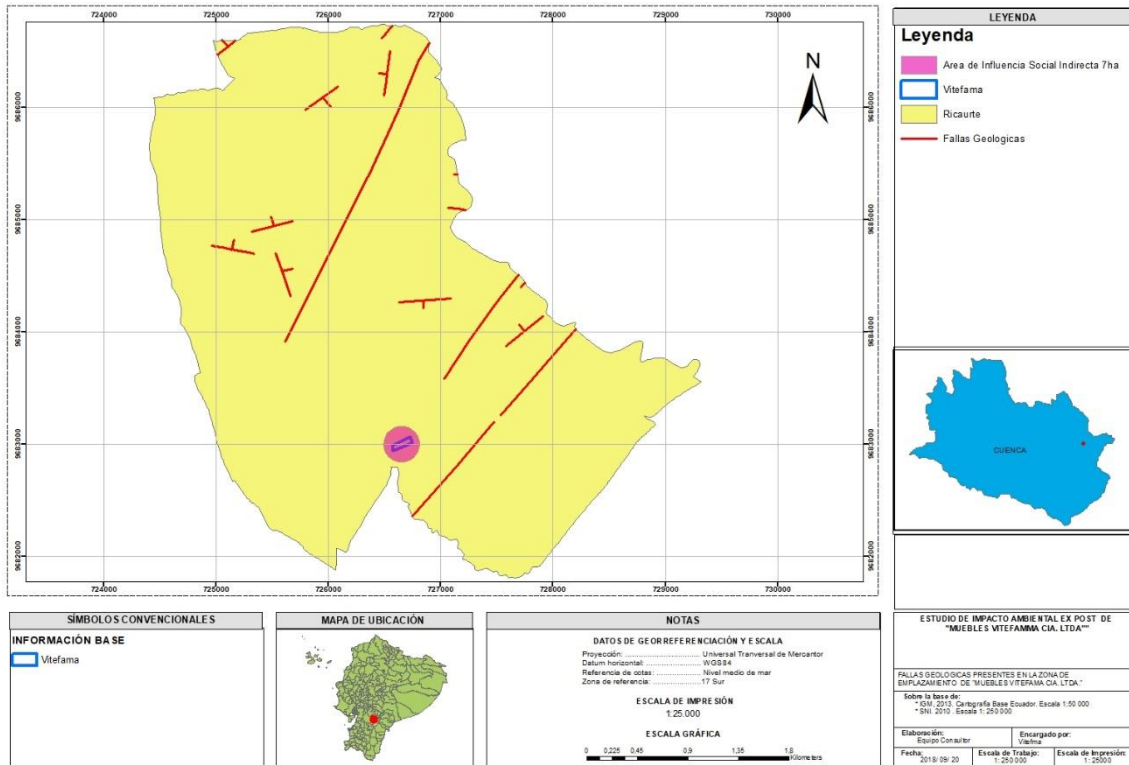 724000 725000 726000 727000 728000 729000 730000
9686000
9685000
9684000
9683000
9682000
N
9686000
9685000
9684000
9683000
9682000
724000 725000 726000 727000 728000 729000 730000
LEYENDA
Leyenda
Area de Influencia Social Indirecta 7ha
Vitefama
Ricaurte
Fallas Geologicas
CUENCA
SÍMBOLOS CONVENCIONALES
INFORMACIÓN BASE
Vitefama
MAPA DE UBICACIÓN
NOTAS
DATOS DE GEORREFERENCIACIÓN Y ESCALA
Proyección: ........................ Universal Tranversal de Mercantor
Datum horizontal: ........................ WGS84
Referencia de cotas: ................ Nivel medio de mar
Zona de referencia: ................... 17 Sur
ESCALA DE IMPRESIÓN
1:25.000
ESCALA GRÁFICA
0 0,225 0,45 0,9 1,35 1,8
Kilometers
ESTUDIO DE IMPACTO AMBIENTAL EX POST DE
"MUEBLES VITEFAMMA CIA. LTDA""
FALLAS GEOLOGICAS PRESENTES EN LA ZONA DE
EMPLAZAMIENTO DE "MUEBLES VITEFAMA CIA. LTDA."
Sobre la base de:
* IGM, 2013. Cartografía Base Ecuador. Escala 1:50 000
* SNI. 2010 . Escala 1: 250 000
Elaboración:
Equipo Consultor
Encargado por:
Vitefma
Fecha:
2018/ 09/ 20
Escala de Trabajo:
1: 250 000
Escala de Impresión:
1: 25000